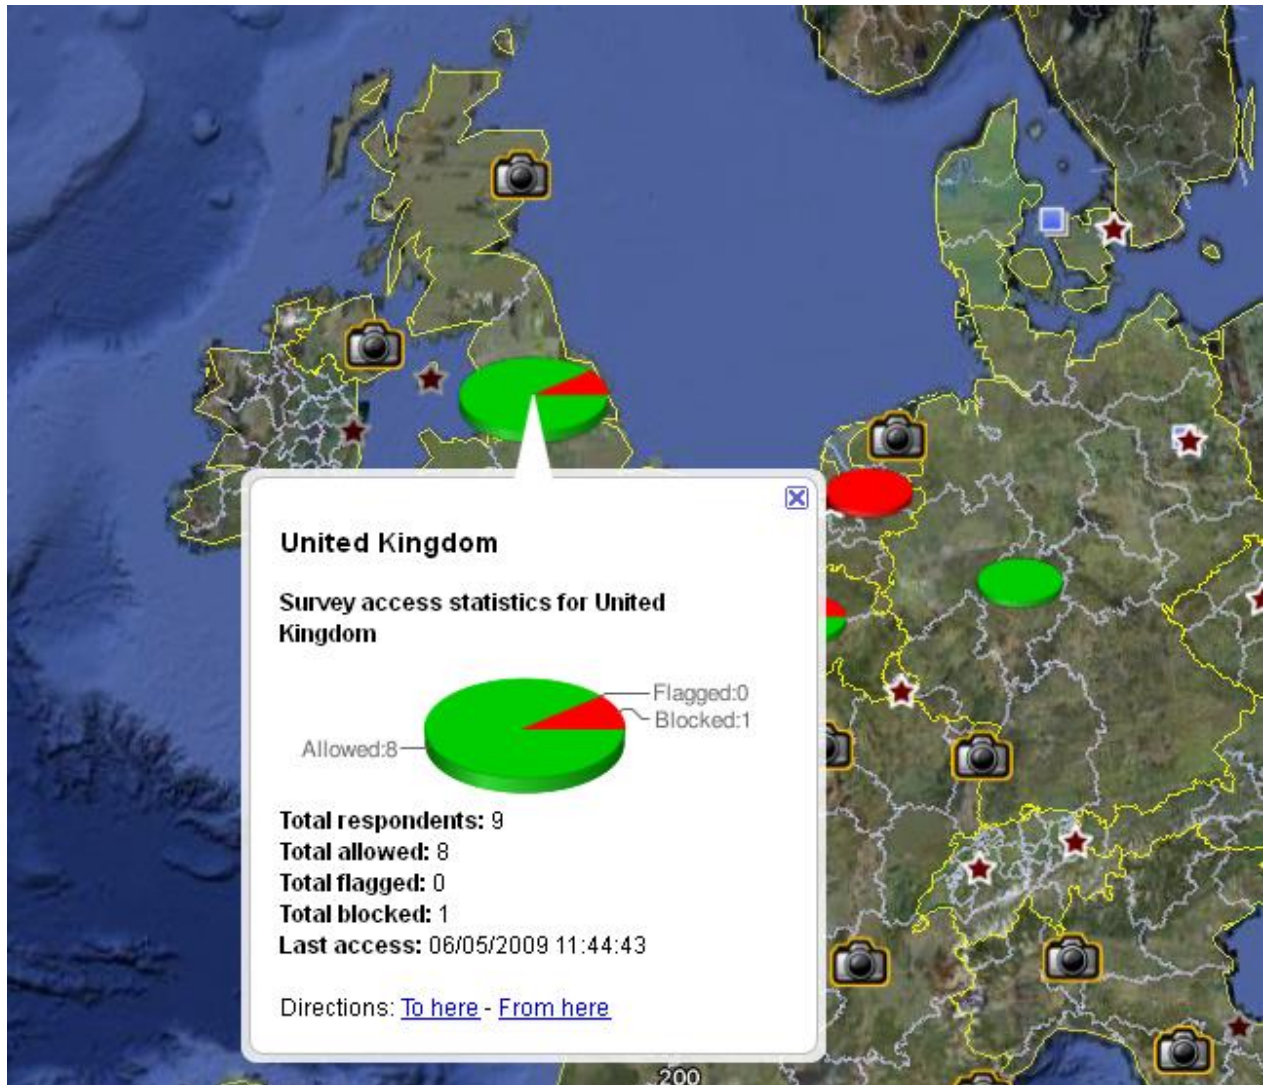 United Kingdom
Survey access statistics for United
Kingdom
Flagged:0
Blocked:1
Allowed:8
Total respondents: 9
Total allowed: 8
Total flagged: 0
Total blocked: 1
Last access: 06/05/2009 11:44:43
Directions: To here - From here
200